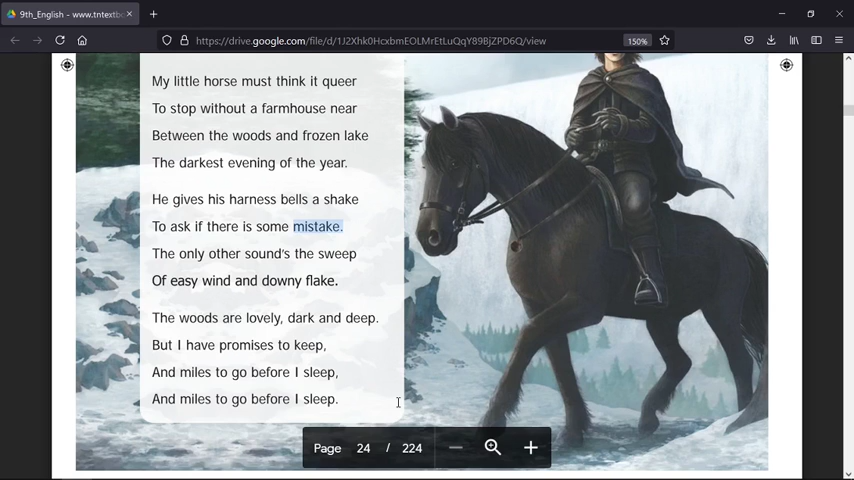 9th_English - www.tntextbo
https://drive.google.com/file/d/1J2Xhk0HcxbmEOLMrEtLuQqY89BjZPD6Q/view
150%
My little horse must think it queer
To stop without a farmhouse near
Between the woods and frozen lake
The darkest evening of the year.
He gives his harness bells a shake
To ask if there is some mistake.
The only other sound's the sweep
Of easy wind and downy flake.
The woods are lovely, dark and deep.
But I have promises to keep,
And miles to go before I sleep,
And miles to go before I sleep.
Page 24 / 224